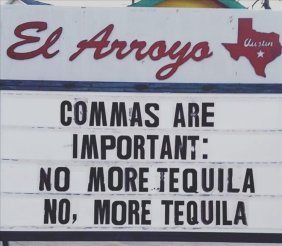 El Arroyo
Austin
COMMAS ARE
IMPORTANT:
NO MORE TEQUILA
NO, MORE TEQUILA